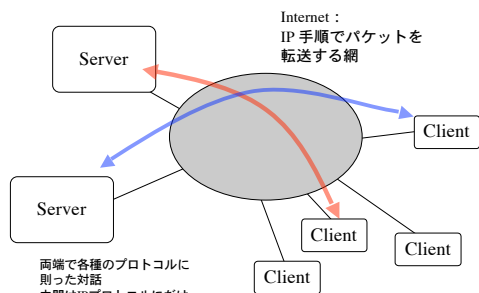 Internet：
IP 手順でパケットを
転送する網
Server
Client
Server
Client
Client
Client
両端で各種のプロトコルに
則った対話